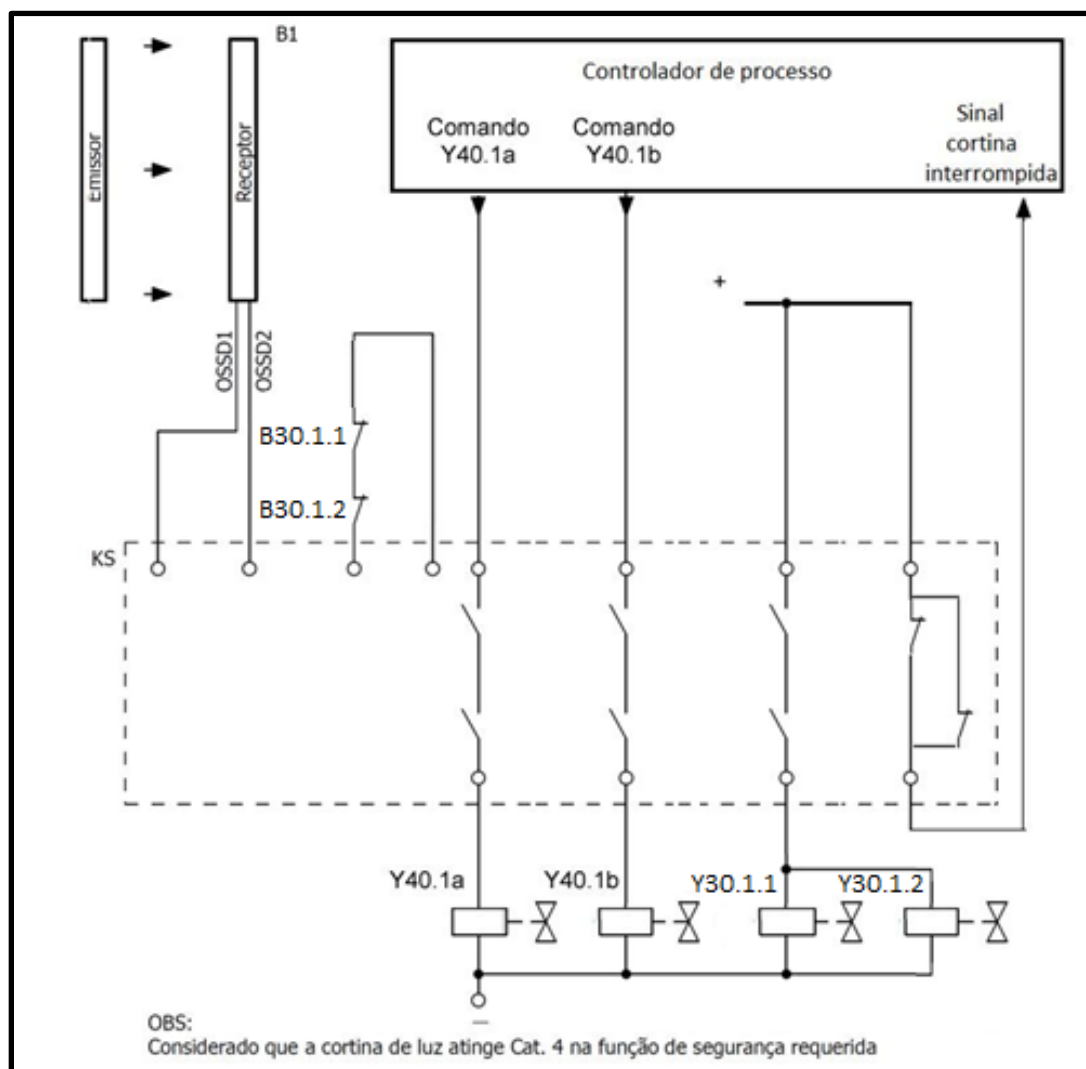 B1
Emissor
Receptor
Controlador de processo
Comando
Y40.1a
Comando
Y40.1b
Sinal
cortina
interrompida
+
OSSD1
OSSD2
B30.1.1
B30.1.2
KS
Y40.1a
Y40.1b
Y30.1.1
Y30.1.2
—
OBS:
Considerado que a cortina de luz atinge Cat. 4 na função de segurança requerida